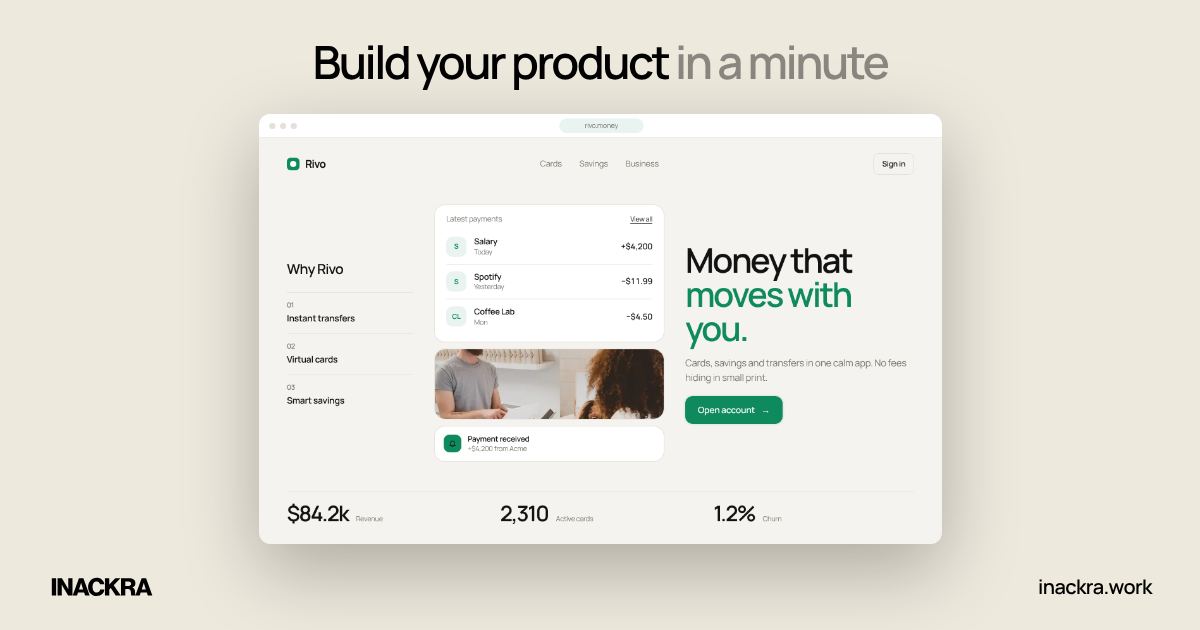 Build your product in a minute
rivo.money
Rivo
Cards Savings Business
Sign in
Why Rivo
01
Instant transfers
02
Virtual cards
03
Smart savings
Latest payments View all
S Salary +$4,200
Today
S Spotify −$11.99
Yesterday
CL Coffee Lab −$4.50
Mon
Payment received
+$4,200 from Acme
Money that
moves with
you.
Cards, savings and transfers in one calm app. No fees
hiding in small print.
Open account →
$84.2k Revenue
2,310 Active cards
1.2% Churn
INACKRA
inackra.work